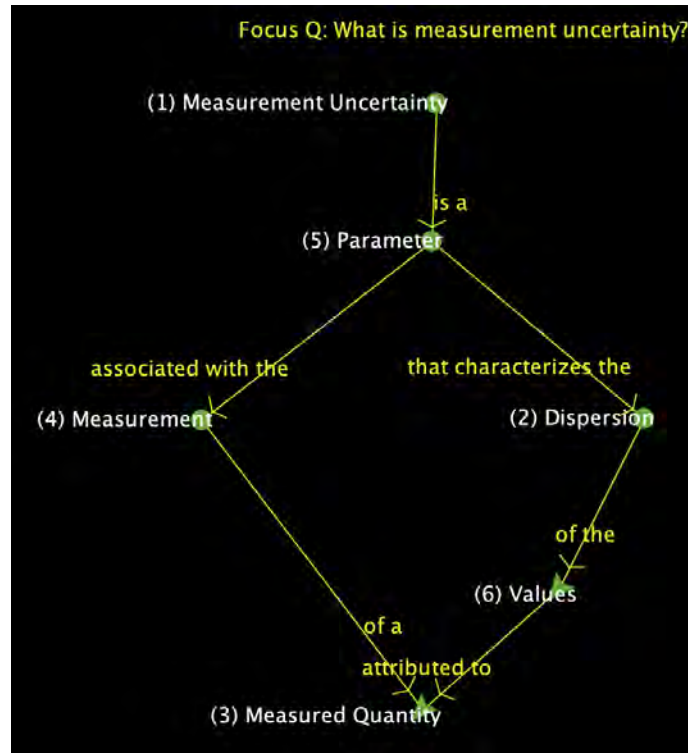 Focus Q: What is measurement uncertainty?
(1) Measurement Uncertainty
is a
(5) Parameter
associated with the
that characterizes the
(4) Measurement
(2) Dispersion
of the
(6) Values
of a
attributed to
(3) Measured Quantity